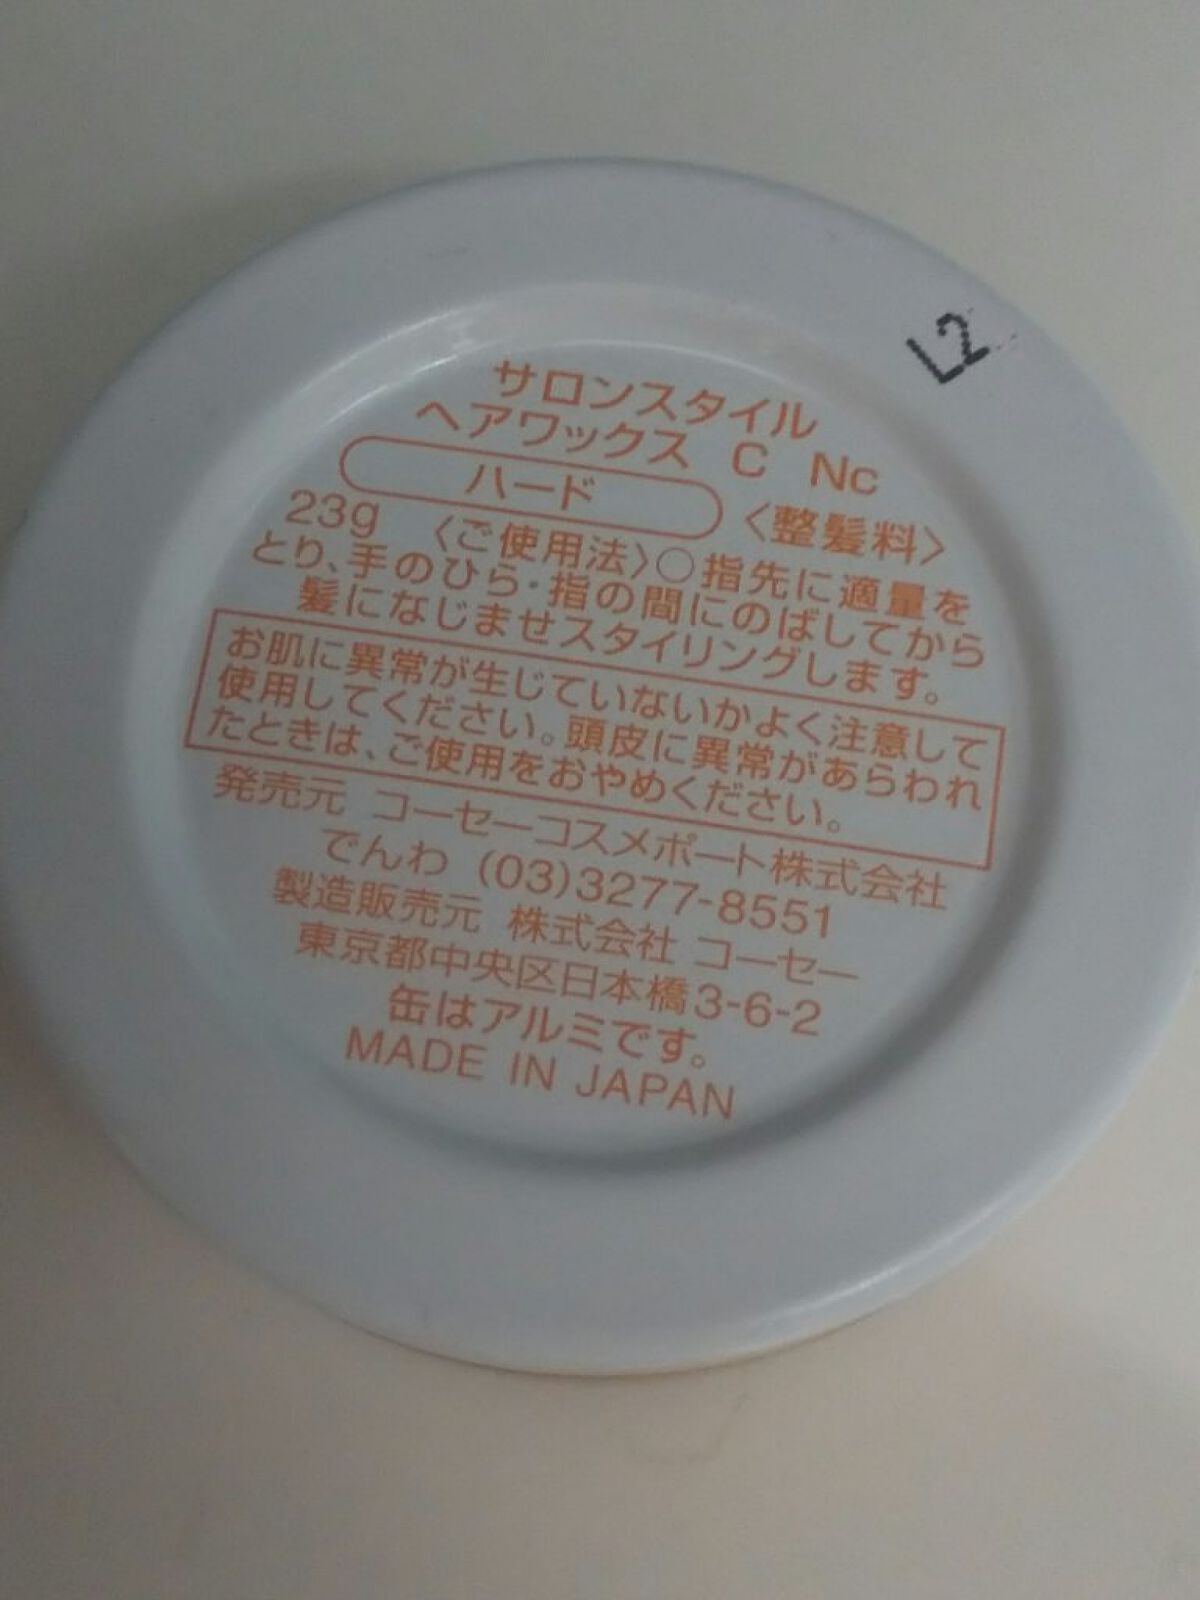 L2
サロンスタイル
ヘアワックス C Nc
ハード 〈整髪料〉
23g 〈ご使用法〉○指先に適量を
とり、手のひら・指の間にのばしてから
髪になじませスタイリングします。
お肌に異常が生じていないかよく注意して
使用してください。頭皮に異常があらわれ
たときは、ご使用をおやめください。
発売元 コーセーコスメポート株式会社
でんわ (03)3277-8551
製造販売元 株式会社 コーセー
東京都中央区日本橋3-6-2
缶はアルミです。
MADE IN JAPAN